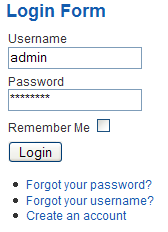 Login Form
Username
admin
Password
********
Remember Me
Login
Forgot your password?
Forgot your username?
Create an account